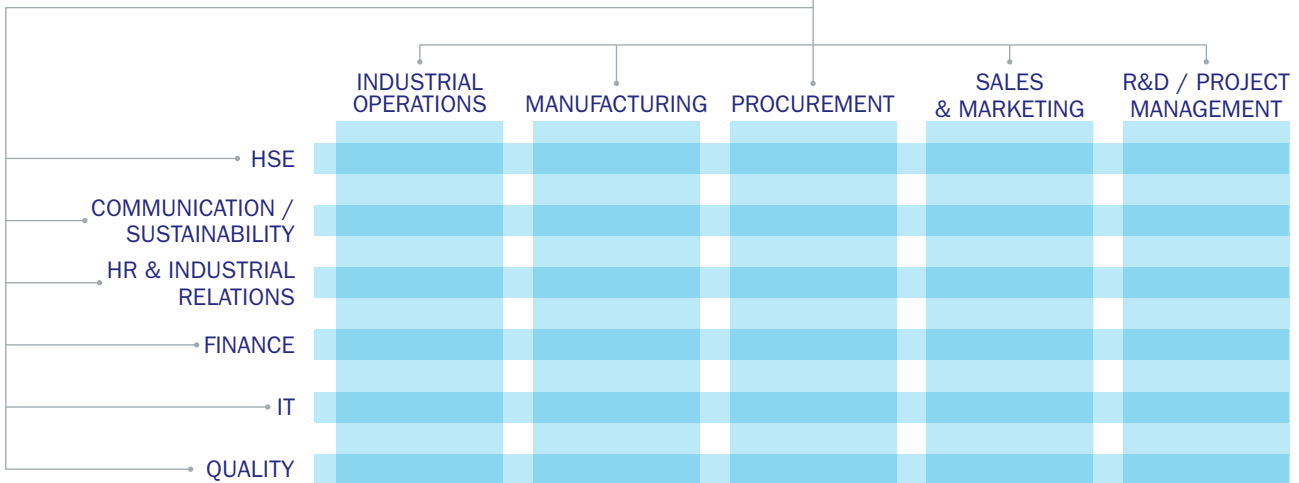 INDUSTRIAL
OPERATIONS
MANUFACTURING
PROCUREMENT
SALES
& MARKETING
R&D / PROJECT
MANAGEMENT
HSE
COMMUNICATION /
SUSTAINABILITY
HR & INDUSTRIAL
RELATIONS
FINANCE
IT
QUALITY